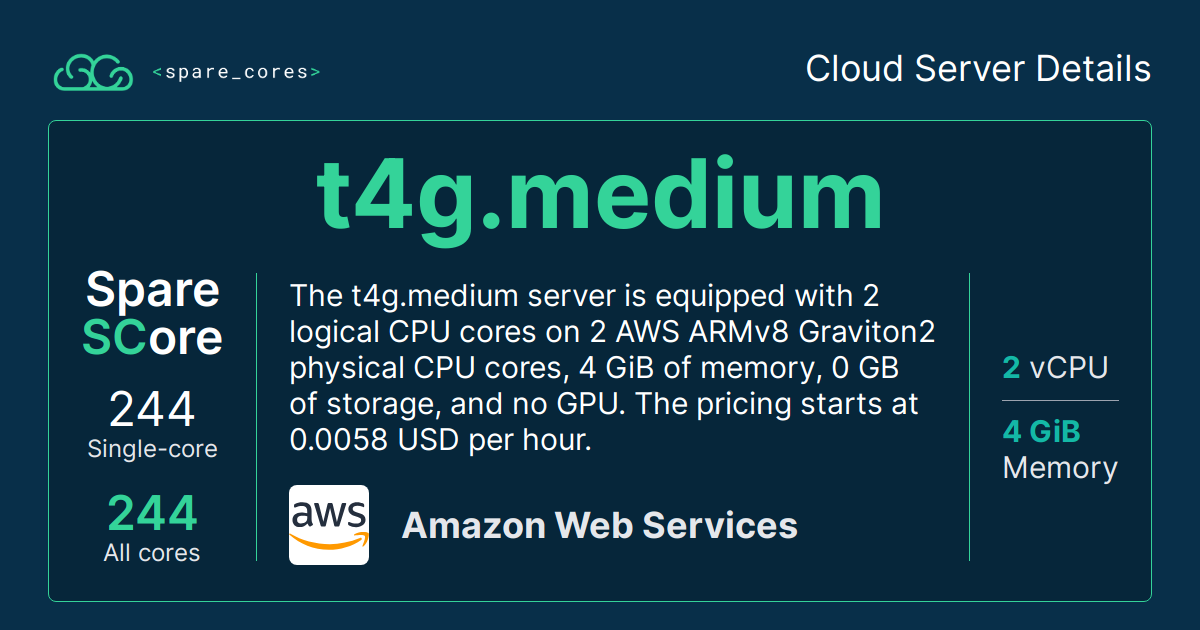 <spare_cores>
Cloud Server Details
t4g.medium
Spare
SCore
244
Single-core
244
All cores
The t4g.medium server is equipped with 2
logical CPU cores on 2 AWS ARMv8 Graviton2
physical CPU cores, 4 GiB of memory, 0 GB
of storage, and no GPU. The pricing starts at
0.0058 USD per hour.
aws
Amazon Web Services
2 vCPU
4 GiB
Memory